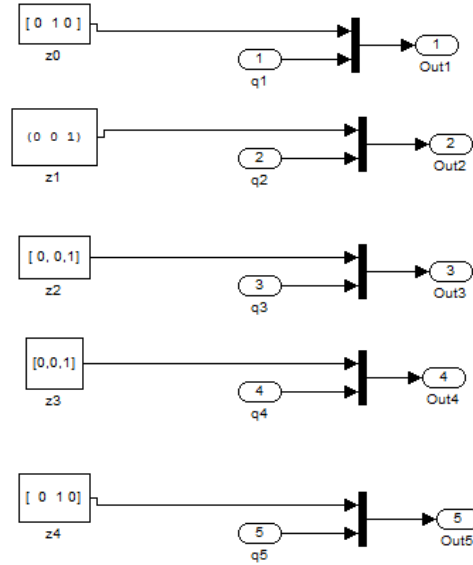 [ 0 1 0 ]
z0
1
q1
1
Out1
(0 0 1)
z1
2
q2
2
Out2
[ 0, 0,1]
z2
3
q3
3
Out3
[0,0,1]
z3
4
q4
4
Out4
[ 0 1 0]
z4
5
q5
5
Out5